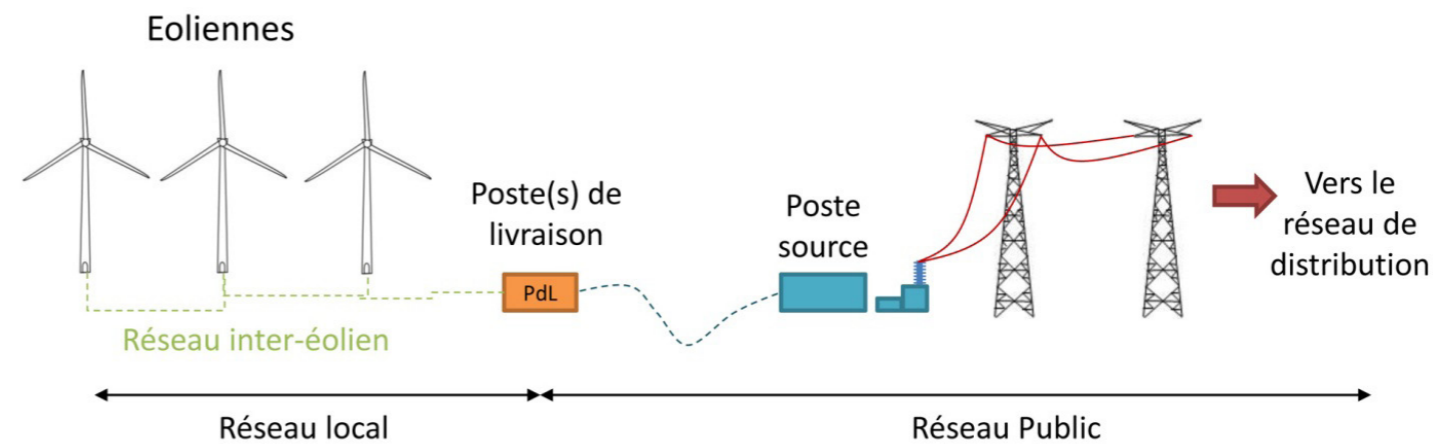 Eoliennes
Poste(s) de
livraison
PdL
Poste
source
Vers le
réseau de
distribution
Réseau inter-éolien
Réseau local
Réseau Public